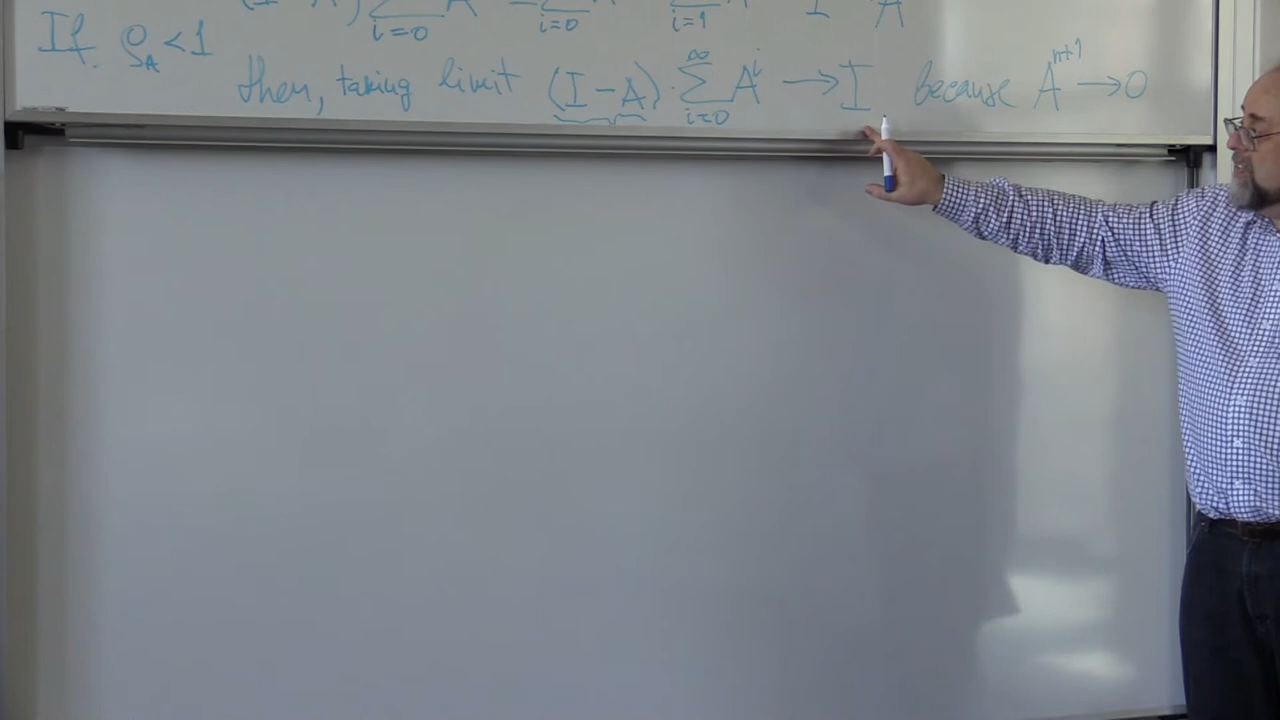 i=0 i=0 i=1 I A
If ϱ_A < 1
then, taking limit (I − A) · ∑_{i=0}^{∞} A^i → I because A^{n+1} → 0